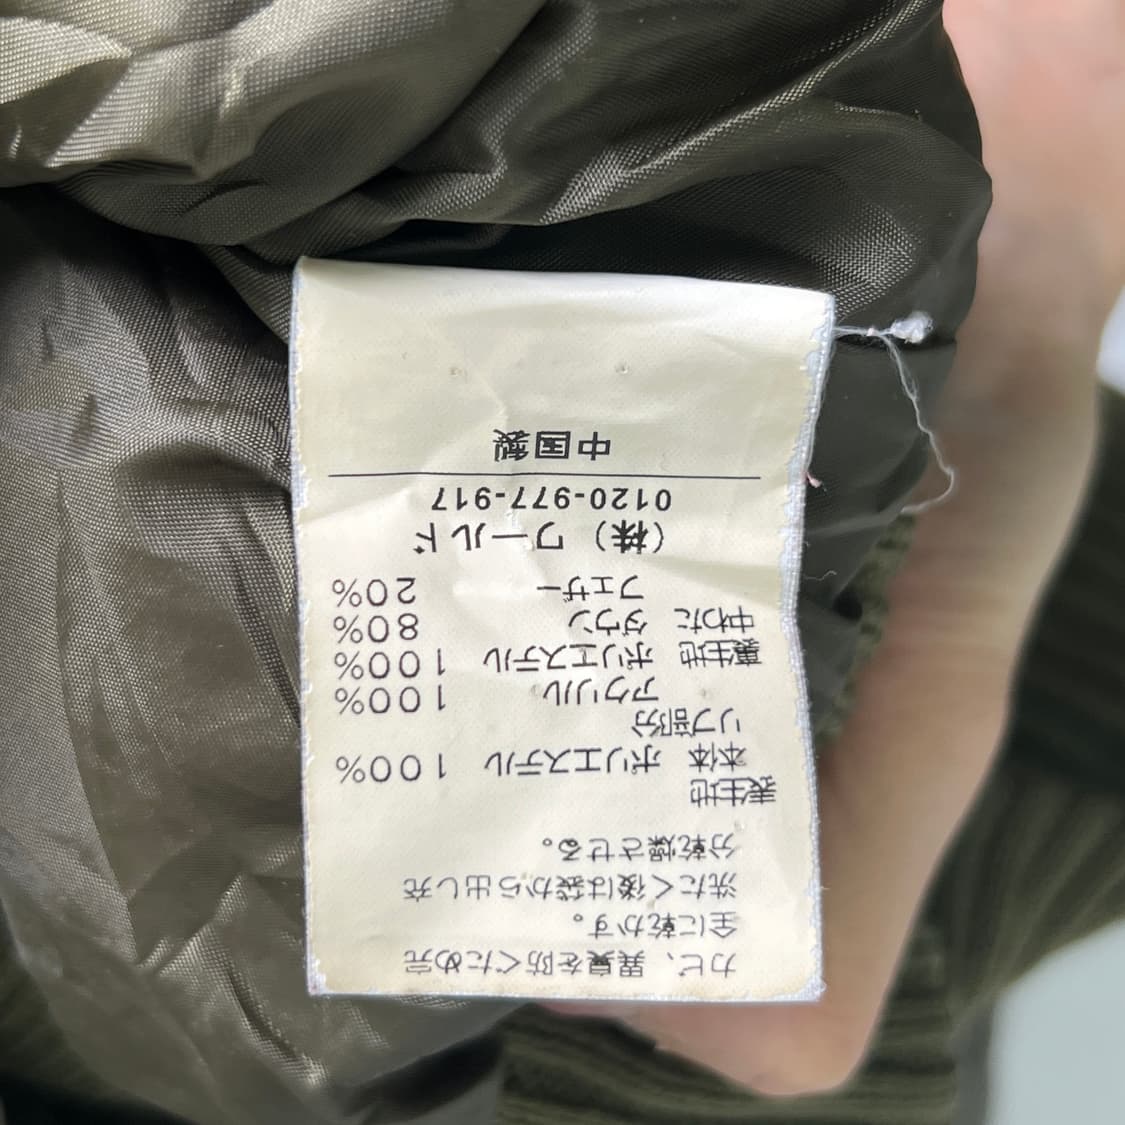 カビ、異臭を防ぐため完
全に乾かす。
洗たく後は袋から出し充
分乾燥させる。
表生地
本体 ポリエステル 100%
リブ部分
アクリル 100%
裏生地 ポリエステル 100%
中わた ダウン 80%
フェザー 20%
(株)ワールド
0120-977-917
中国製